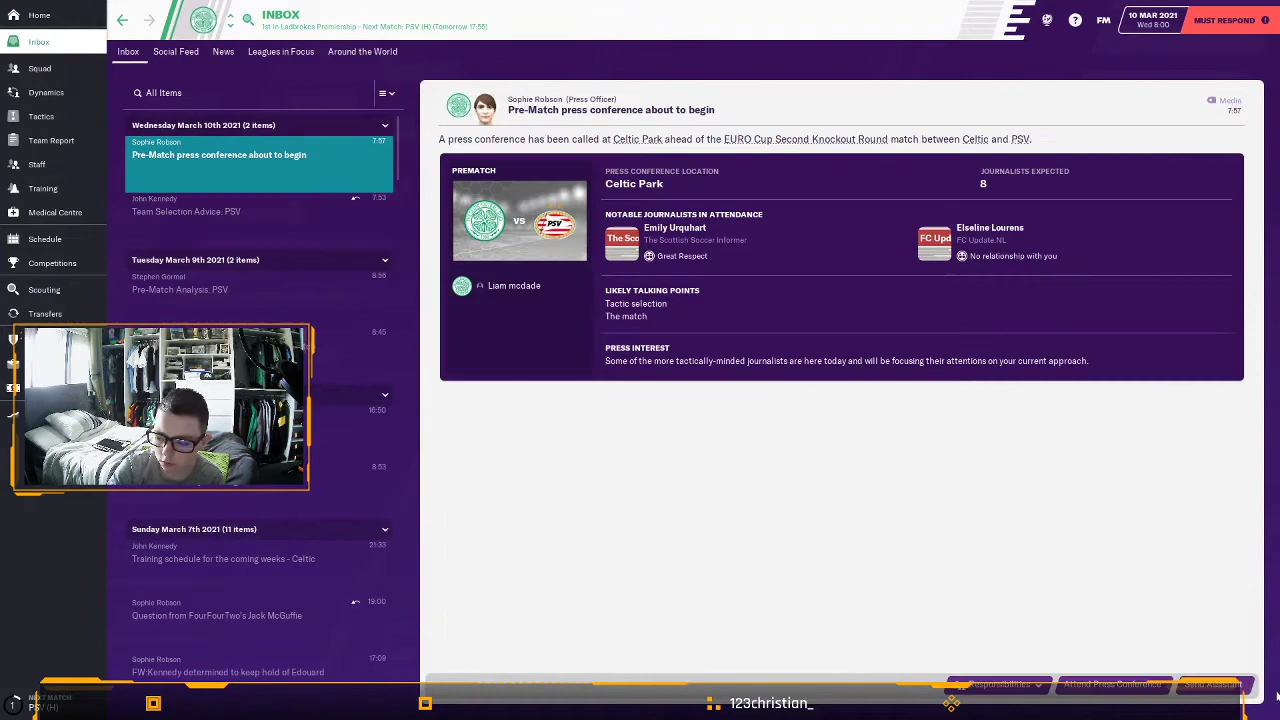 Home
Inbox
Squad
Dynamics
Tactics
Team Report
Staff
Training
Medical Centre
Schedule
Competitions
Scouting
Transfers
NEXT MATCH
PSV (H)
INBOX
1st in Ladbrokes Premiership - Next Match: PSV (H) (Tomorrow 17:55)
FM
10 MAR 2021
Wed 8:00
MUST RESPOND
Inbox
Social Feed
News
Leagues in Focus
Around the World
All Items
Wednesday March 10th 2021 (2 items)
Sophie Robson
7:57
Pre-Match press conference about to begin
John Kennedy
7:53
Team Selection Advice: PSV
Tuesday March 9th 2021 (2 items)
Stephen Gormal
8:56
Pre-Match Analysis: PSV
8:45
16:50
8:53
Sunday March 7th 2021 (11 items)
John Kennedy
21:33
Training schedule for the coming weeks - Celtic
Sophie Robson
19:00
Question from FourFourTwo's Jack McGuffie
Sophie Robson
17:09
FW:Kennedy determined to keep hold of Edouard
Sophie Robson (Press Officer)
Pre-Match press conference about to begin
Media
7:57
A press conference has been called at Celtic Park ahead of the EURO Cup Second Knockout Round match between Celtic and PSV.
PREMATCH
VS
PSV
Liam mcdade
PRESS CONFERENCE LOCATION
Celtic Park
JOURNALISTS EXPECTED
8
NOTABLE JOURNALISTS IN ATTENDANCE
The Sco
Emily Urquhart
The Scottish Soccer Informer
Great Respect
FC Upd
Elseline Lourens
FC Update.NL
No relationship with you
LIKELY TALKING POINTS
Tactic selection
The match
PRESS INTEREST
Some of the more tactically-minded journalists are here today and will be focusing their attentions on your current approach.
Responsibilities
Attend Press Conference
Send Assistant
123christian_